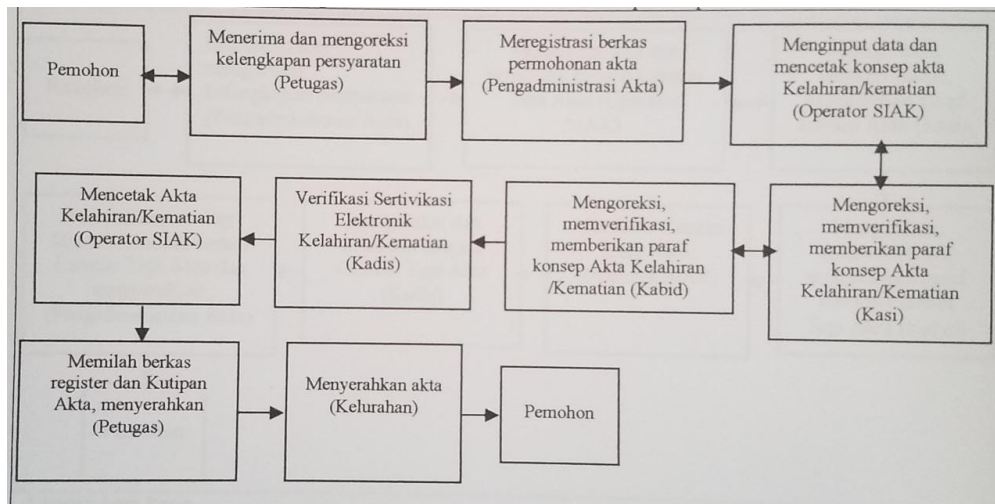 Pemohon
Menerima dan mengoreksi
kelengkapan persyaratan
(Petugas)
Meregistrasi berkas
permohonan akta
(Pengadministrasi Akta)
Menginput data dan
mencetak konsep akta
Kelahiran/kematian
(Operator SIAK)
Mengoreksi,
memverifikasi,
memberikan paraf
konsep Akta
Kelahiran/Kematian
(Kasi)
Mengoreksi,
memverifikasi,
memberikan paraf
konsep Akta Kelahiran
/Kematian (Kabid)
Verifikasi Sertivikasi
Elektronik
Kelahiran/Kematian
(Kadis)
Mencetak Akta
Kelahiran/Kematian
(Operator SIAK)
Memilah berkas
register dan Kutipan
Akta, menyerahkan
(Petugas)
Menyerahkan akta
(Kelurahan)
Pemohon